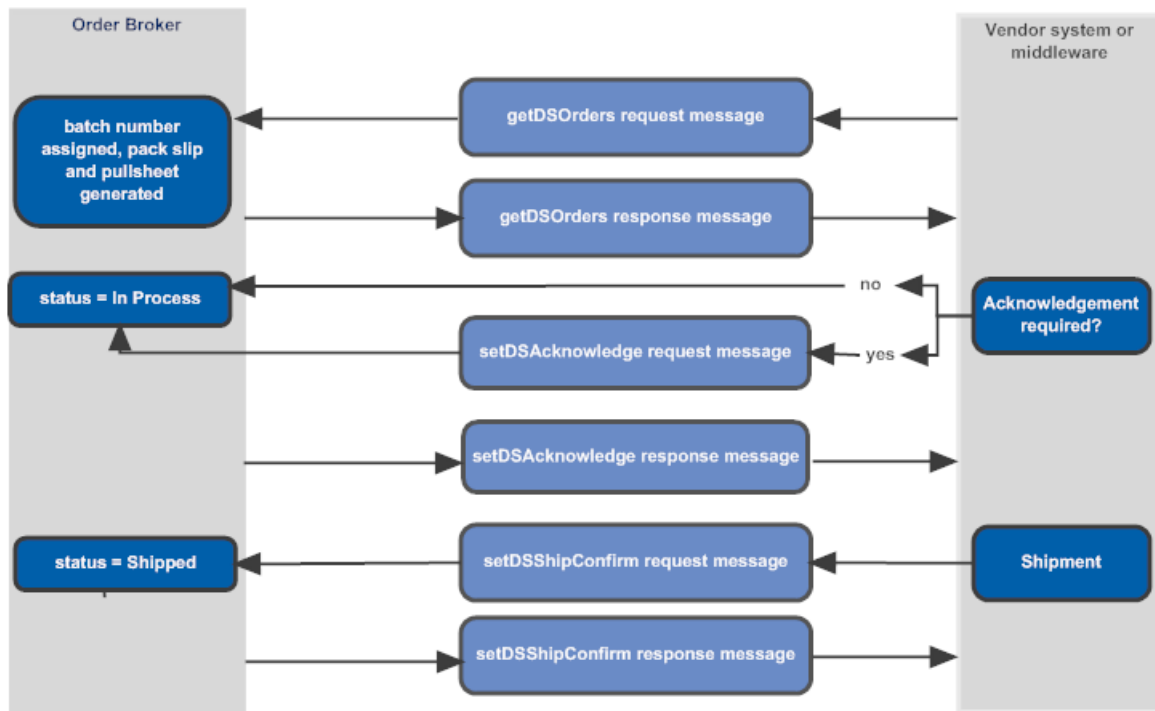 Order Broker
Vendor system or
middleware
getDSOrders request message
batch number
assigned, pack slip
and pullsheet
generated
getDSOrders response message
status = In Process
no
Acknowledgement
required?
setDSAcknowledge request message
yes
setDSAcknowledge response message
status = Shipped
setDSShipConfirm request message
Shipment
setDSShipConfirm response message